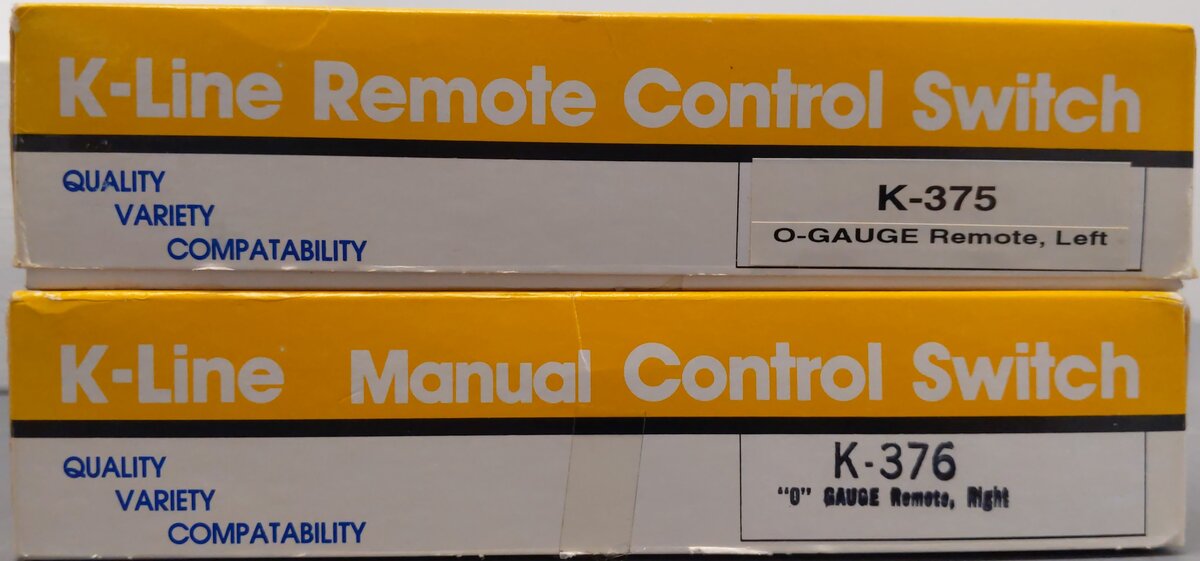 K-Line Remote Control Switch
QUALITY
VARIETY
COMPATABILITY
K-375
O-GAUGE Remote, Left
K-Line Manual Control Switch
QUALITY
VARIETY
COMPATABILITY
K-376
"O" GAUGE Remote, Right